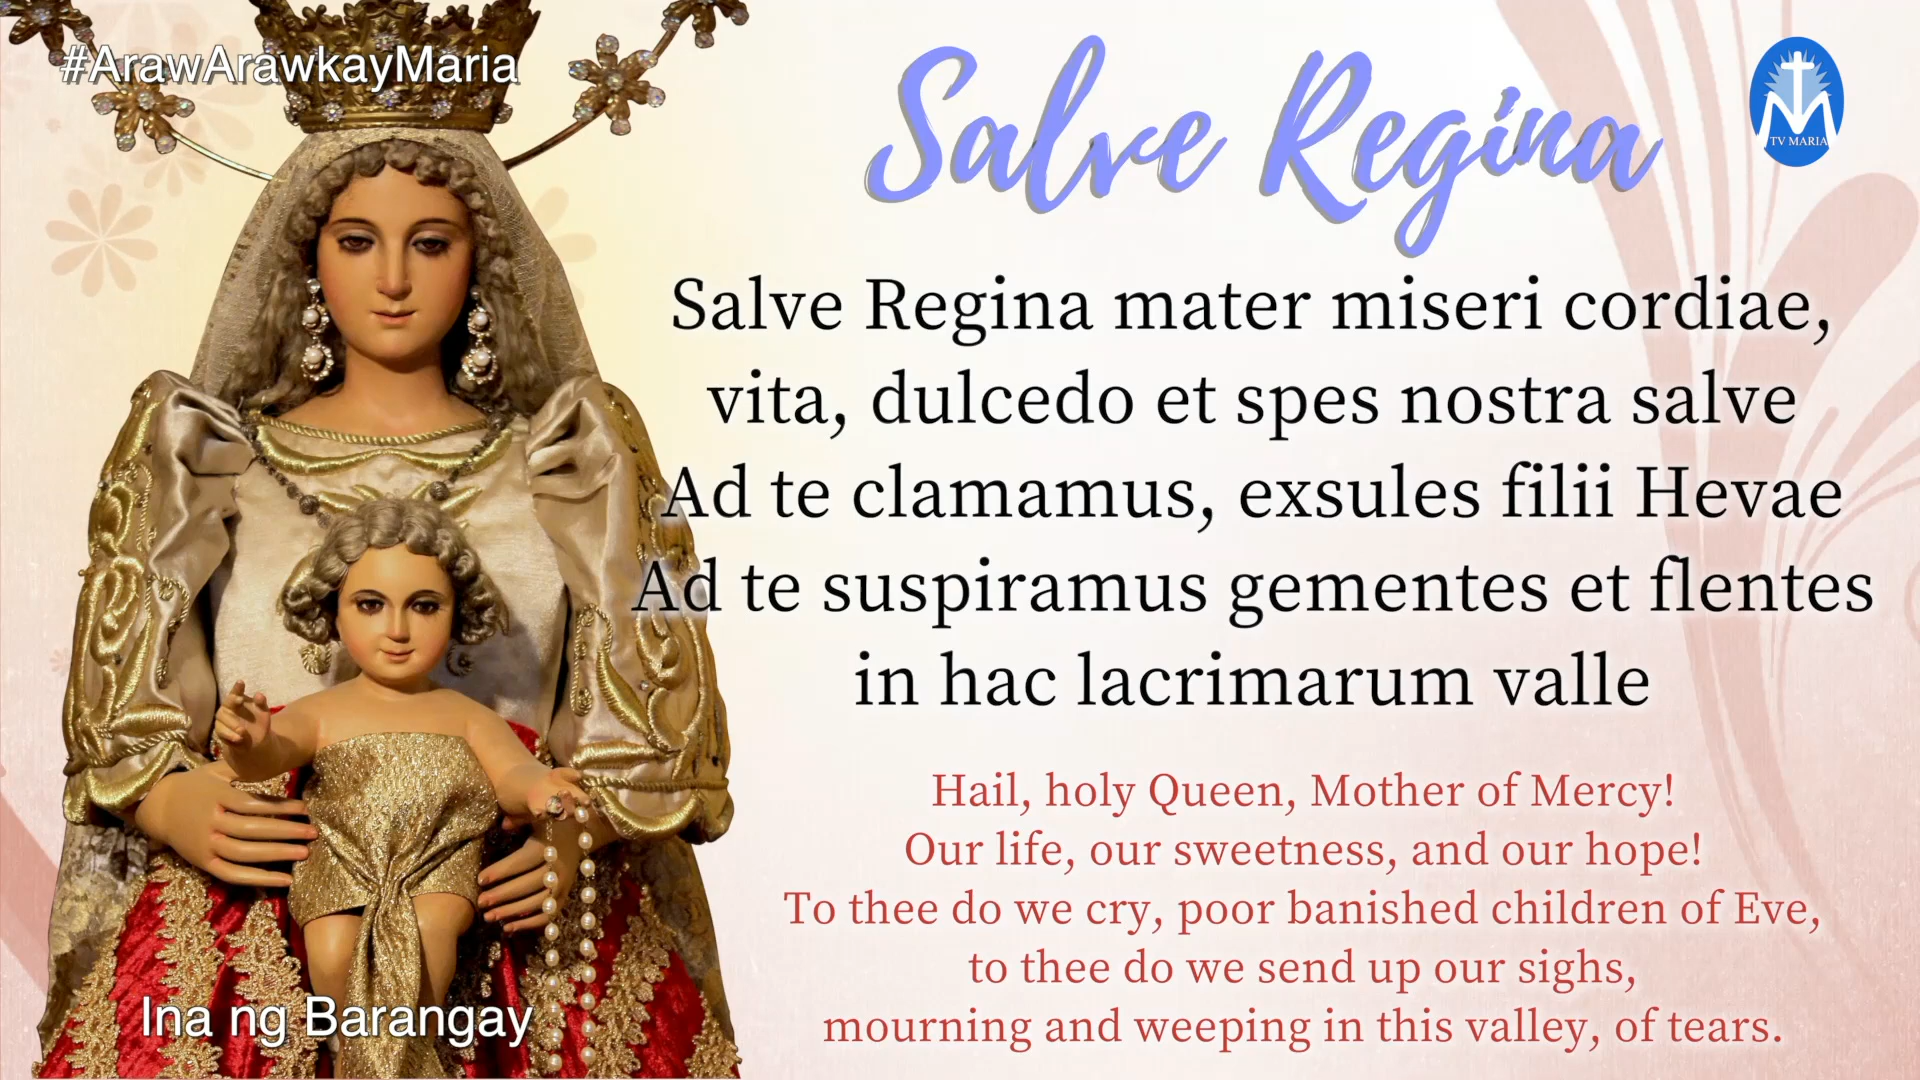 #ArawArawkayMaria
Salve Regina
TV MARIA
Salve Regina mater miseri cordiae,
vita, dulcedo et spes nostra salve
Ad te clamamus, exsules filii Hevae
Ad te suspiramus gementes et flentes
in hac lacrimarum valle
Hail, holy Queen, Mother of Mercy!
Our life, our sweetness, and our hope!
To thee do we cry, poor banished children of Eve,
to thee do we send up our sighs,
mourning and weeping in this valley, of tears.
Ina ng Barangay